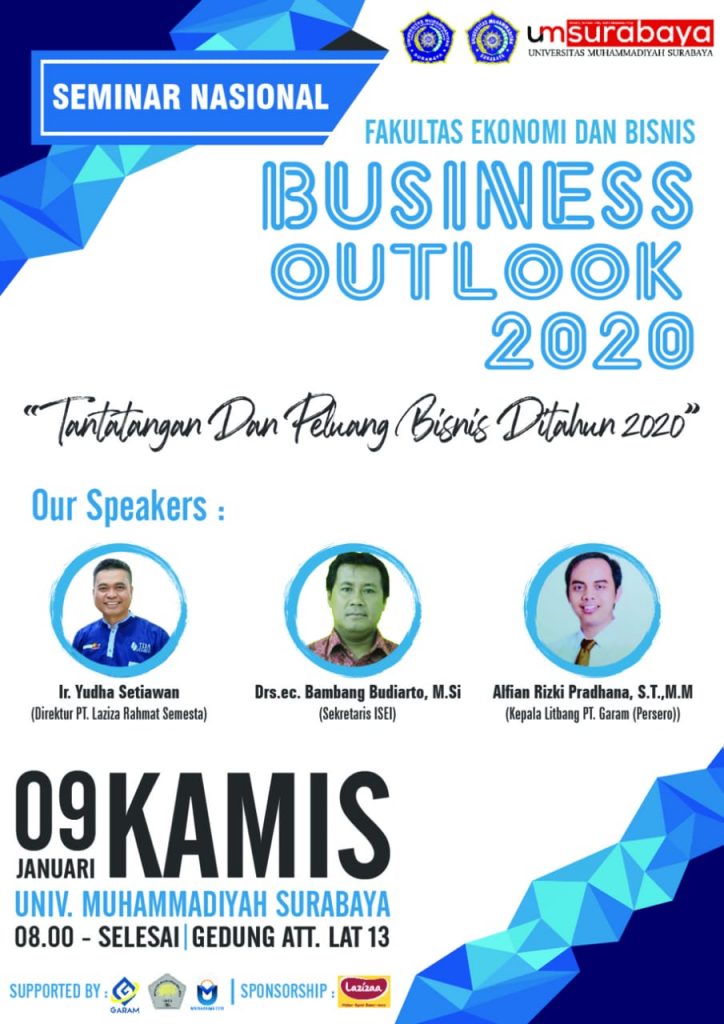 umsurabaya
UNIVERSITAS MUHAMMADIYAH SURABAYA
SEMINAR NASIONAL
FAKULTAS EKONOMI DAN BISNIS
BUSINESS
OUTLOOK
2020
“Tantatangan Dan Peluang Bisnis Ditahun 2020”
Our Speakers :
Ir. Yudha Setiawan
(Direktur PT. Laziza Rahmat Semesta)
Drs.ec. Bambang Budiarto, M.Si
(Sekretaris ISEI)
Alfian Rizki Pradhana, S.T.,M.M
(Kepala Litbang PT. Garam (Persero))
09 KAMIS
JANUARI
UNIV. MUHAMMADIYAH SURABAYA
08.00 - SELESAI | GEDUNG ATT. LAT 13
SUPPORTED BY : GARAM | SPONSORSHIP : Lazizaa